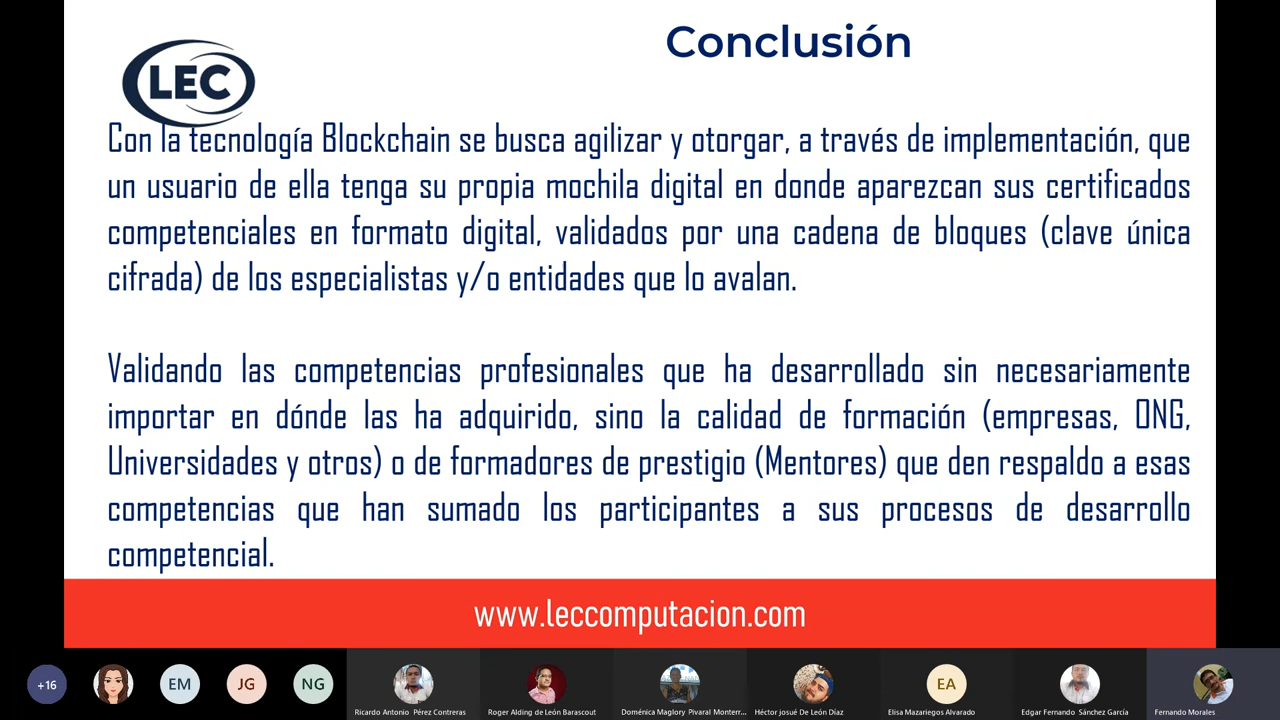 Conclusión
LEC
Con la tecnología Blockchain se busca agilizar y otorgar, a través de implementación, que
un usuario de ella tenga su propia mochila digital en donde aparezcan sus certificados
competenciales en formato digital, validados por una cadena de bloques (clave única
cifrada) de los especialistas y/o entidades que lo avalan.
Validando las competencias profesionales que ha desarrollado sin necesariamente
importar en dónde las ha adquirido, sino la calidad de formación (empresas, ONG,
Universidades y otros) o de formadores de prestigio (Mentores) que den respaldo a esas
competencias que han sumado los participantes a sus procesos de desarrollo
competencial.
www.leccomputacion.com
+16
EM
JG
NG
EA
Ricardo Antonio Pérez Contreras
Roger Alding de León Barascout
Doménica Maglory Pivaral Monterr...
Héctor josué De León Díaz
Elisa Mazariegos Alvarado
Edgar Fernando Sánchez García
Fernando Morales